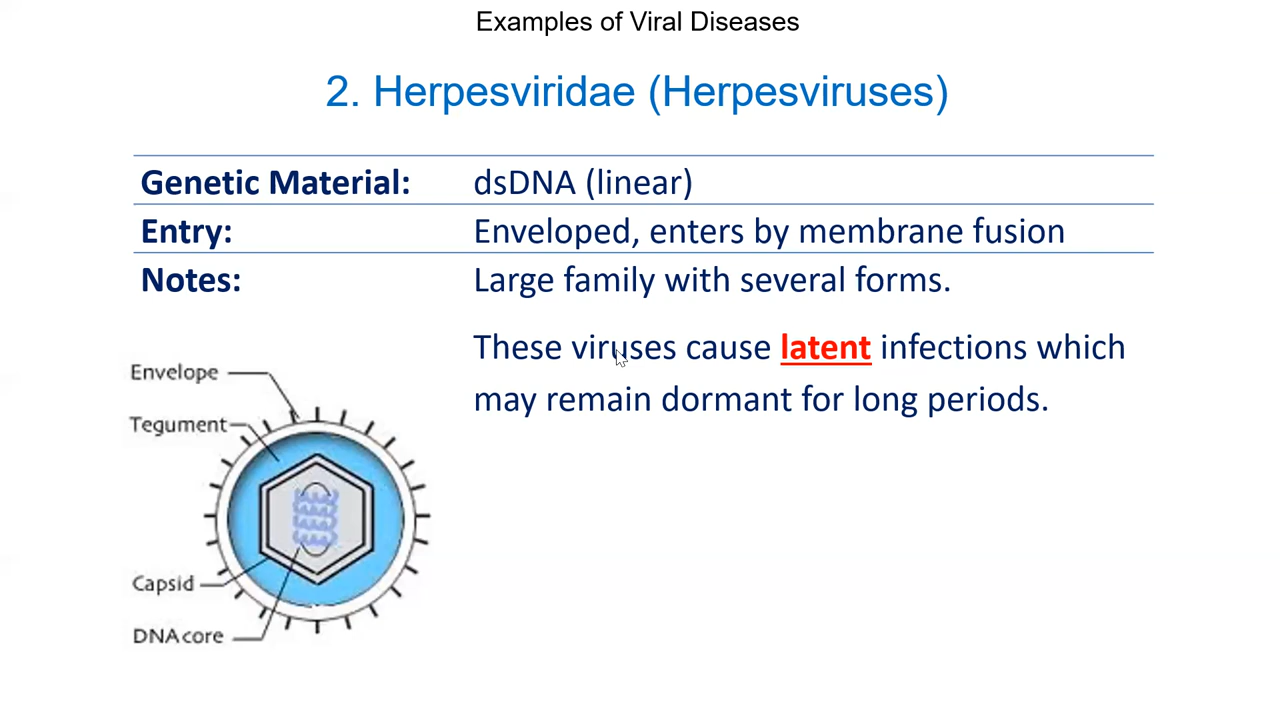 Examples of Viral Diseases
2. Herpesviridae (Herpesviruses)
Genetic Material: dsDNA (linear)
Entry: Enveloped, enters by membrane fusion
Notes: Large family with several forms.
These viruses cause latent infections which
may remain dormant for long periods.
Envelope
Tegument
Capsid
DNA core